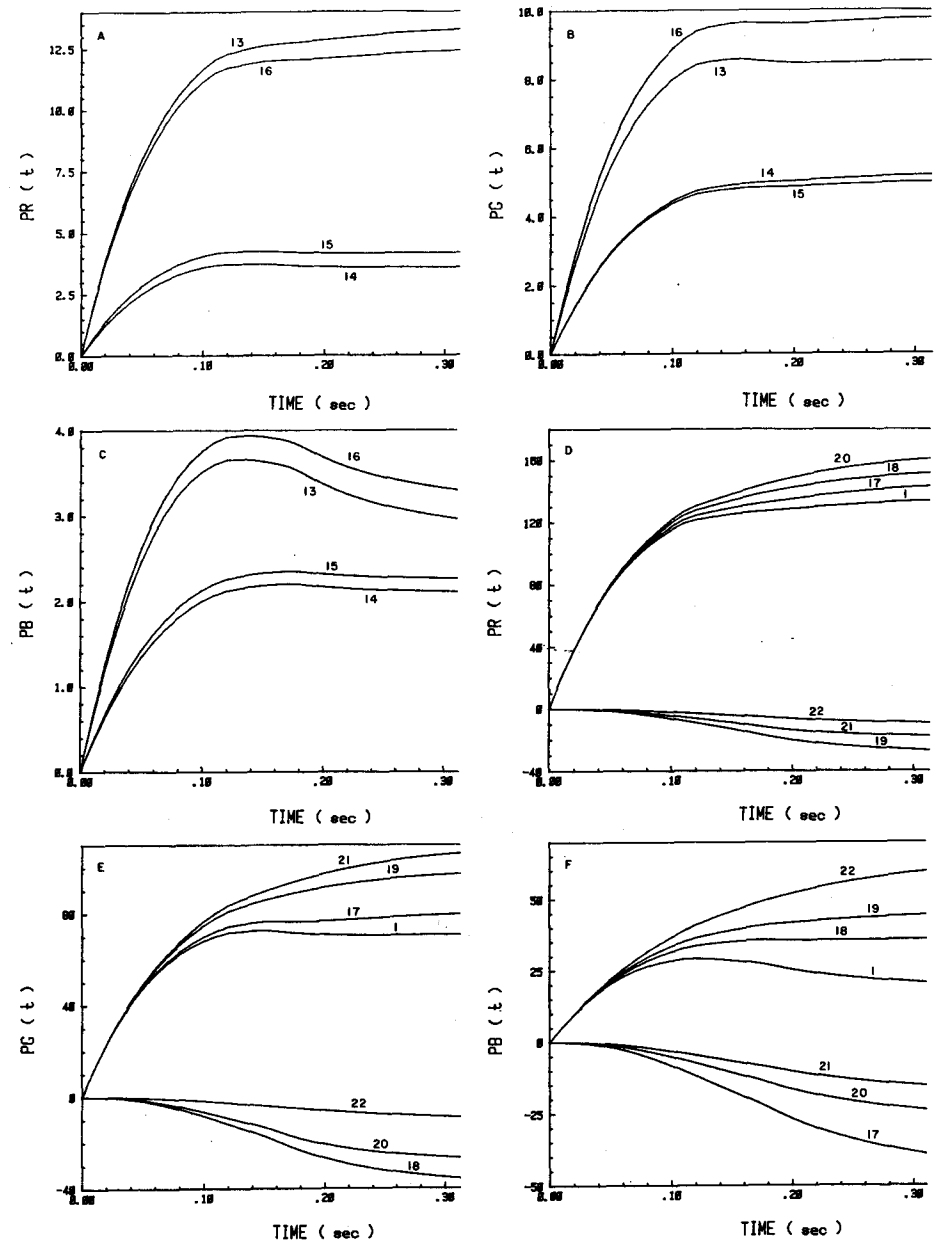 A
13
16
15
14
12.5
10.0
7.5
5.0
2.5
0.0
PR (t)
0.00 .10 .20 .30
TIME ( sec )
B
16
13
14
15
10.0
8.0
6.0
4.0
2.0
0.0
PG (t)
0.00 .10 .20 .30
TIME ( sec )
C
16
13
15
14
4.0
3.0
2.0
1.0
0.0
PB (t)
0.00 .10 .20 .30
TIME ( sec )
D
20
18
17
1
22
21
19
160
120
80
40
0
-40
PR (t)
0.00 .10 .20 .30
TIME ( sec )
E
21
19
17
1
22
20
18
80
40
0
-40
PG (t)
0.00 .10 .20 .30
TIME ( sec )
F
22
19
18
1
21
20
17
50
25
0
-25
-50
PB (t)
0.00 .10 .20 .30
TIME ( sec )